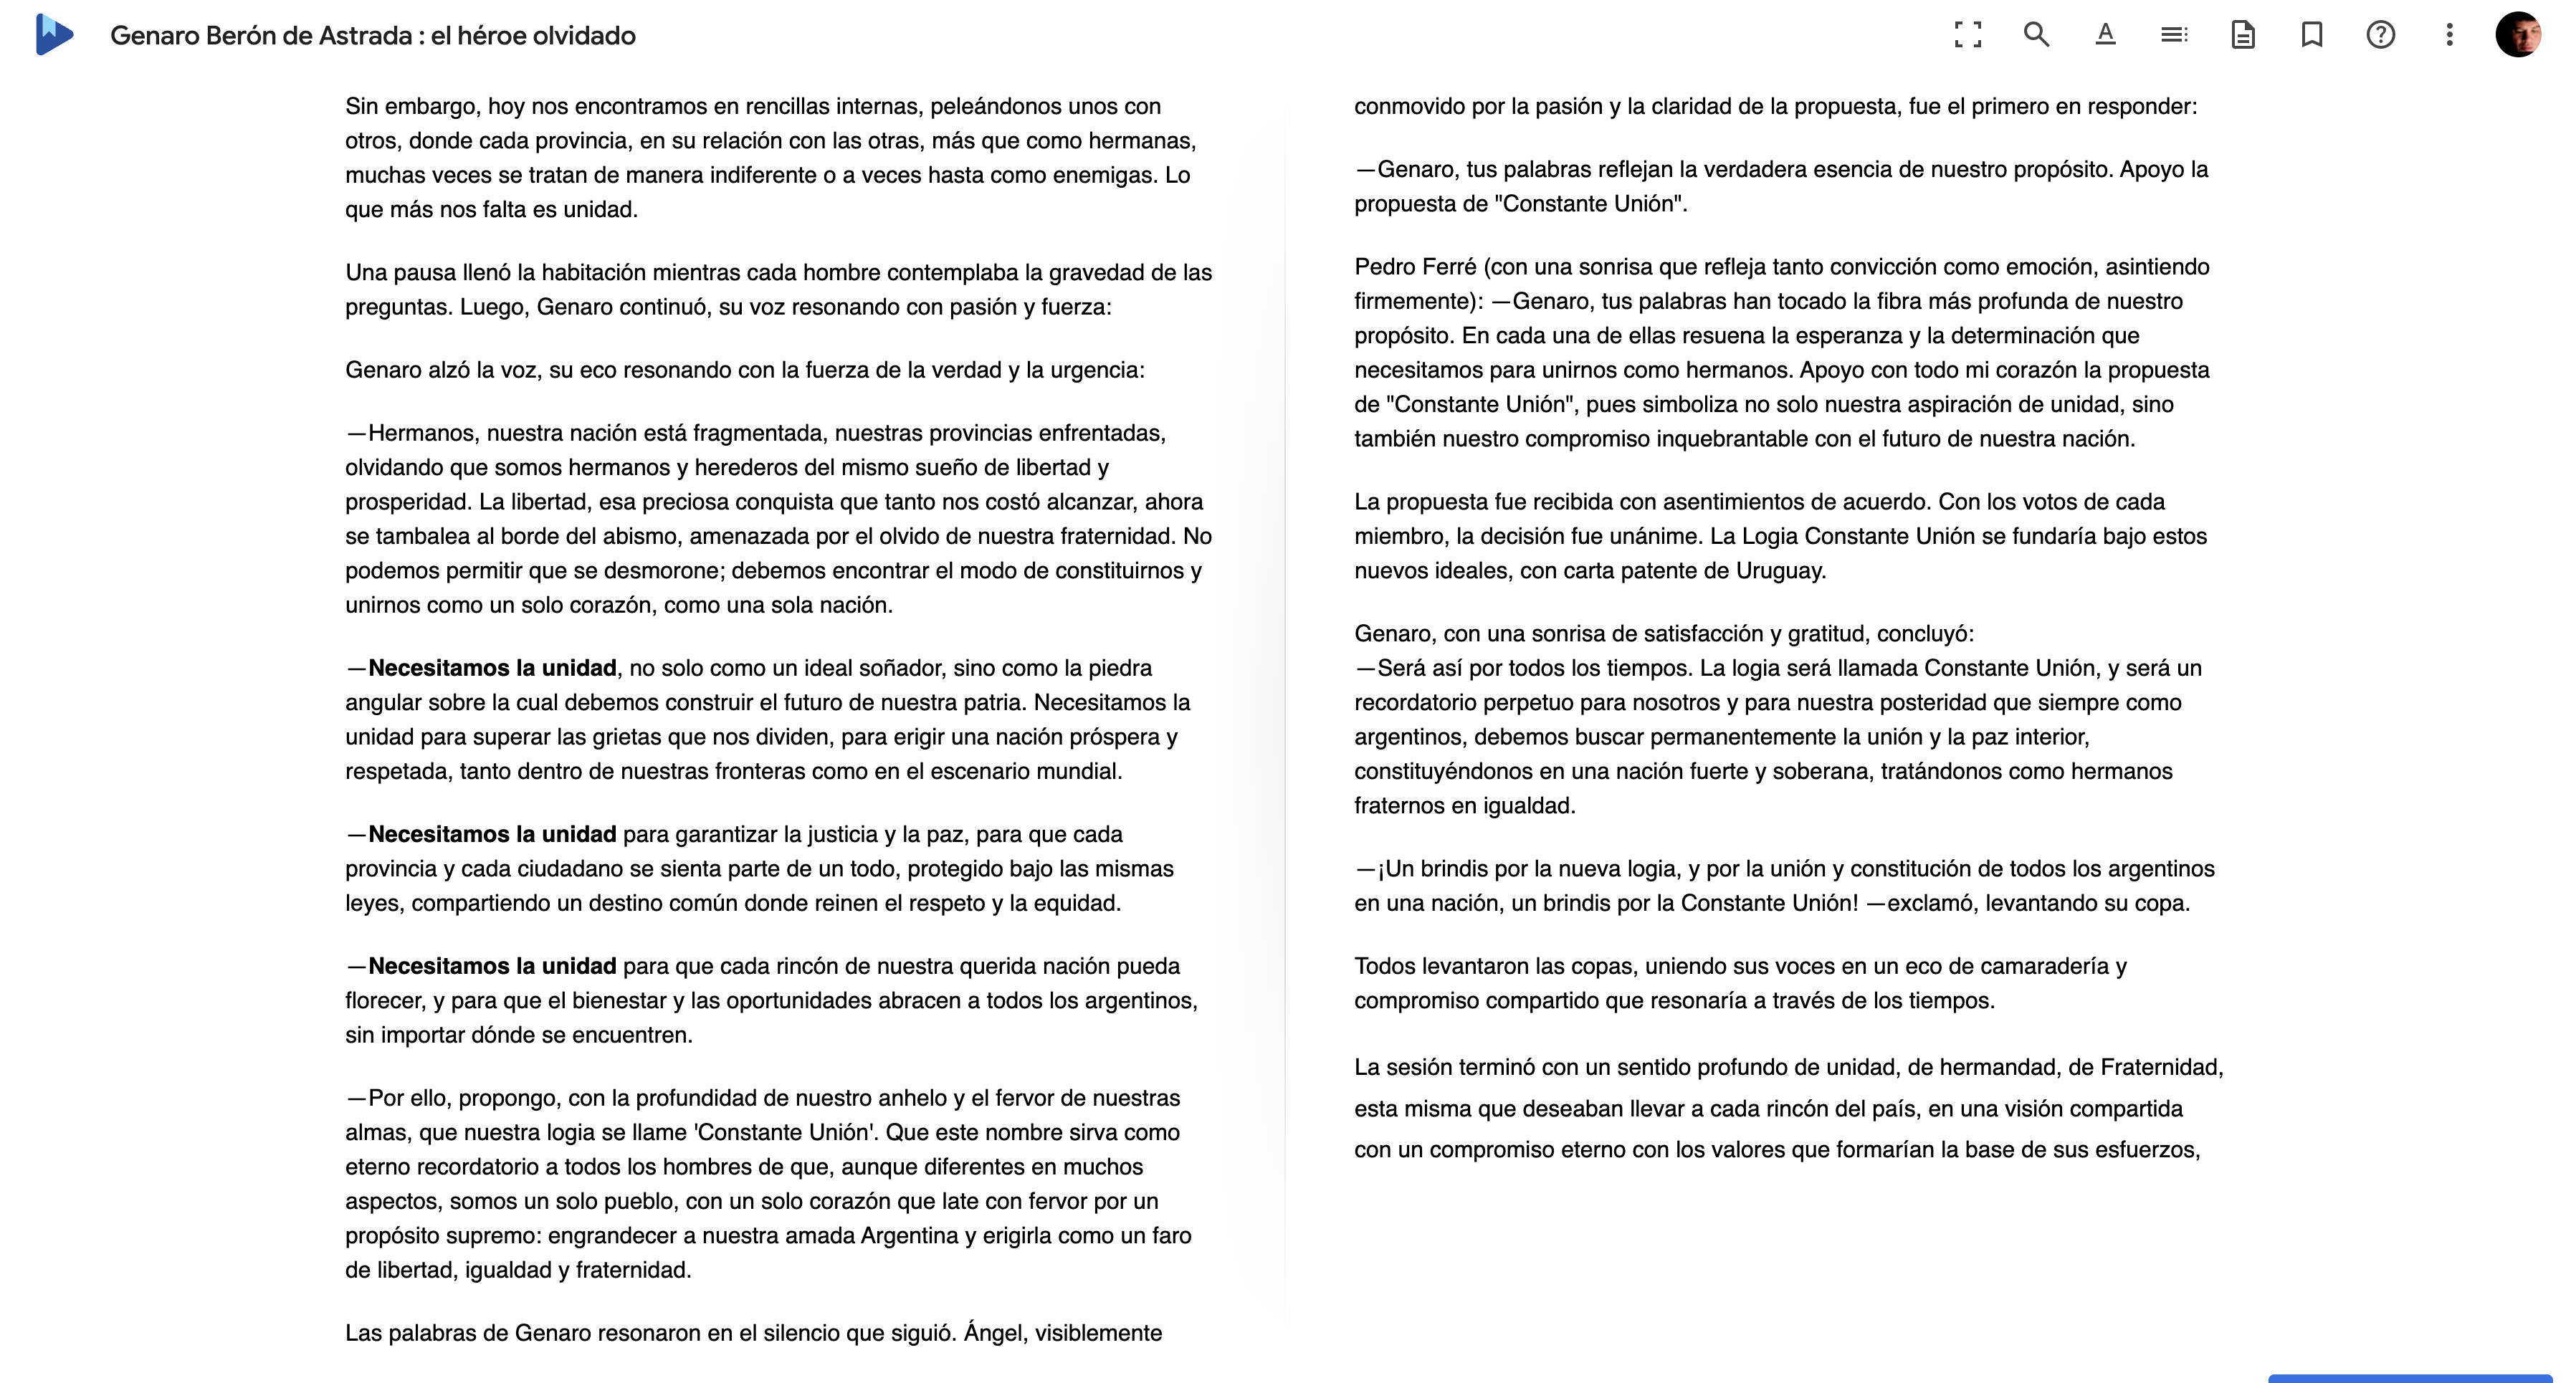 Genaro Berón de Astrada : el héroe olvidado
Sin embargo, hoy nos encontramos en rencillas internas, peleándonos unos con
otros, donde cada provincia, en su relación con las otras, más que como hermanas,
muchas veces se tratan de manera indiferente o a veces hasta como enemigas. Lo
que más nos falta es unidad.
Una pausa llenó la habitación mientras cada hombre contemplaba la gravedad de las
preguntas. Luego, Genaro continuó, su voz resonando con pasión y fuerza:
Genaro alzó la voz, su eco resonando con la fuerza de la verdad y la urgencia:
—Hermanos, nuestra nación está fragmentada, nuestras provincias enfrentadas,
olvidando que somos hermanos y herederos del mismo sueño de libertad y
prosperidad. La libertad, esa preciosa conquista que tanto nos costó alcanzar, ahora
se tambalea al borde del abismo, amenazada por el olvido de nuestra fraternidad. No
podemos permitir que se desmorone; debemos encontrar el modo de constituirnos y
unirnos como un solo corazón, como una sola nación.
—Necesitamos la unidad, no solo como un ideal soñador, sino como la piedra
angular sobre la cual debemos construir el futuro de nuestra patria. Necesitamos la
unidad para superar las grietas que nos dividen, para erigir una nación próspera y
respetada, tanto dentro de nuestras fronteras como en el escenario mundial.
—Necesitamos la unidad para garantizar la justicia y la paz, para que cada
provincia y cada ciudadano se sienta parte de un todo, protegido bajo las mismas
leyes, compartiendo un destino común donde reinen el respeto y la equidad.
—Necesitamos la unidad para que cada rincón de nuestra querida nación pueda
florecer, y para que el bienestar y las oportunidades abracen a todos los argentinos,
sin importar dónde se encuentren.
—Por ello, propongo, con la profundidad de nuestro anhelo y el fervor de nuestras
almas, que nuestra logia se llame 'Constante Unión'. Que este nombre sirva como
eterno recordatorio a todos los hombres de que, aunque diferentes en muchos
aspectos, somos un solo pueblo, con un solo corazón que late con fervor por un
propósito supremo: engrandecer a nuestra amada Argentina y erigirla como un faro
de libertad, igualdad y fraternidad.
Las palabras de Genaro resonaron en el silencio que siguió. Ángel, visiblemente
conmovido por la pasión y la claridad de la propuesta, fue el primero en responder:
—Genaro, tus palabras reflejan la verdadera esencia de nuestro propósito. Apoyo la
propuesta de "Constante Unión".
Pedro Ferré (con una sonrisa que refleja tanto convicción como emoción, asintiendo
firmemente): —Genaro, tus palabras han tocado la fibra más profunda de nuestro
propósito. En cada una de ellas resuena la esperanza y la determinación que
necesitamos para unirnos como hermanos. Apoyo con todo mi corazón la propuesta
de "Constante Unión", pues simboliza no solo nuestra aspiración de unidad, sino
también nuestro compromiso inquebrantable con el futuro de nuestra nación.
La propuesta fue recibida con asentimientos de acuerdo. Con los votos de cada
miembro, la decisión fue unánime. La Logia Constante Unión se fundaría bajo estos
nuevos ideales, con carta patente de Uruguay.
Genaro, con una sonrisa de satisfacción y gratitud, concluyó:
—Será así por todos los tiempos. La logia será llamada Constante Unión, y será un
recordatorio perpetuo para nosotros y para nuestra posteridad que siempre como
argentinos, debemos buscar permanentemente la unión y la paz interior,
constituyéndonos en una nación fuerte y soberana, tratándonos como hermanos
fraternos en igualdad.
—¡Un brindis por la nueva logia, y por la unión y constitución de todos los argentinos
en una nación, un brindis por la Constante Unión! —exclamó, levantando su copa.
Todos levantaron las copas, uniendo sus voces en un eco de camaradería y
compromiso compartido que resonaría a través de los tiempos.
La sesión terminó con un sentido profundo de unidad, de hermandad, de Fraternidad,
esta misma que deseaban llevar a cada rincón del país, en una visión compartida
con un compromiso eterno con los valores que formarían la base de sus esfuerzos,